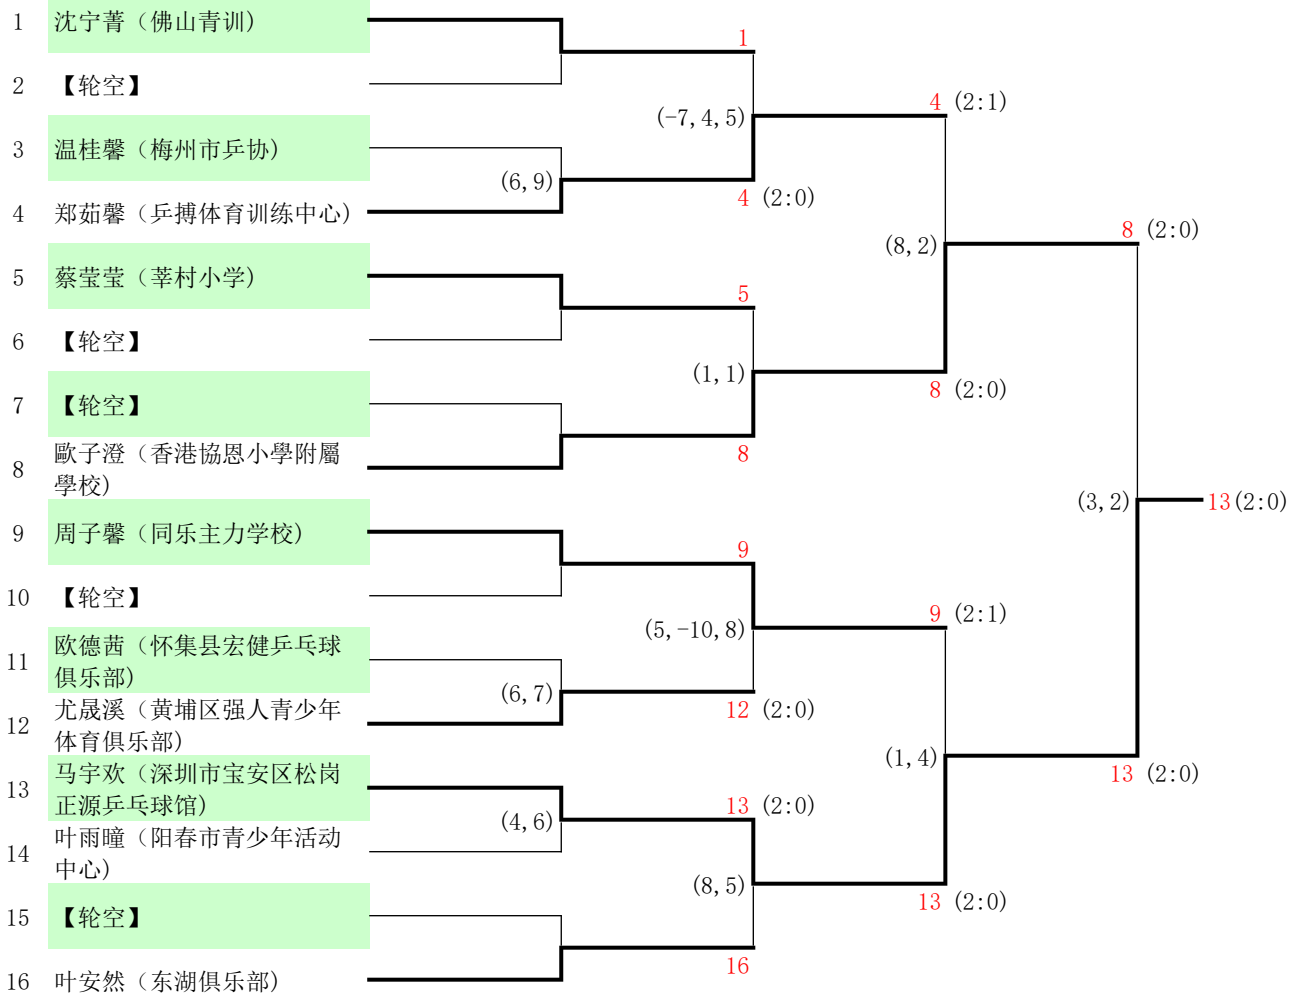 1 沈宁菁（佛山青训）
1
2 【轮空】
4 (2:1)
(-7,4,5)
3 温桂馨（梅州市乒协）
(6,9)
4 (2:0)
4 郑茹馨（乒搏体育训练中心）
8 (2:0)
(8,2)
5 蔡莹莹（莘村小学）
5
6 【轮空】
(1,1)
8 (2:0)
7 【轮空】
8
8 歐子澄（香港協恩小學附屬
學校）
(3,2)
13 (2:0)
9 周子馨（同乐主力学校）
9
10 【轮空】
9 (2:1)
(5,-10,8)
11 欧德茜（怀集县宏健乒乓球
俱乐部）
(6,7)
12 (2:0)
12 尤晟溪（黄埔区强人青少年
体育俱乐部）
(1,4)
13 (2:0)
13 马宇欢（深圳市宝安区松岗
正源乒乓球馆）
13 (2:0)
(4,6)
14 叶雨瞳（阳春市青少年活动
中心）
(8,5)
13 (2:0)
15 【轮空】
16
16 叶安然（东湖俱乐部）